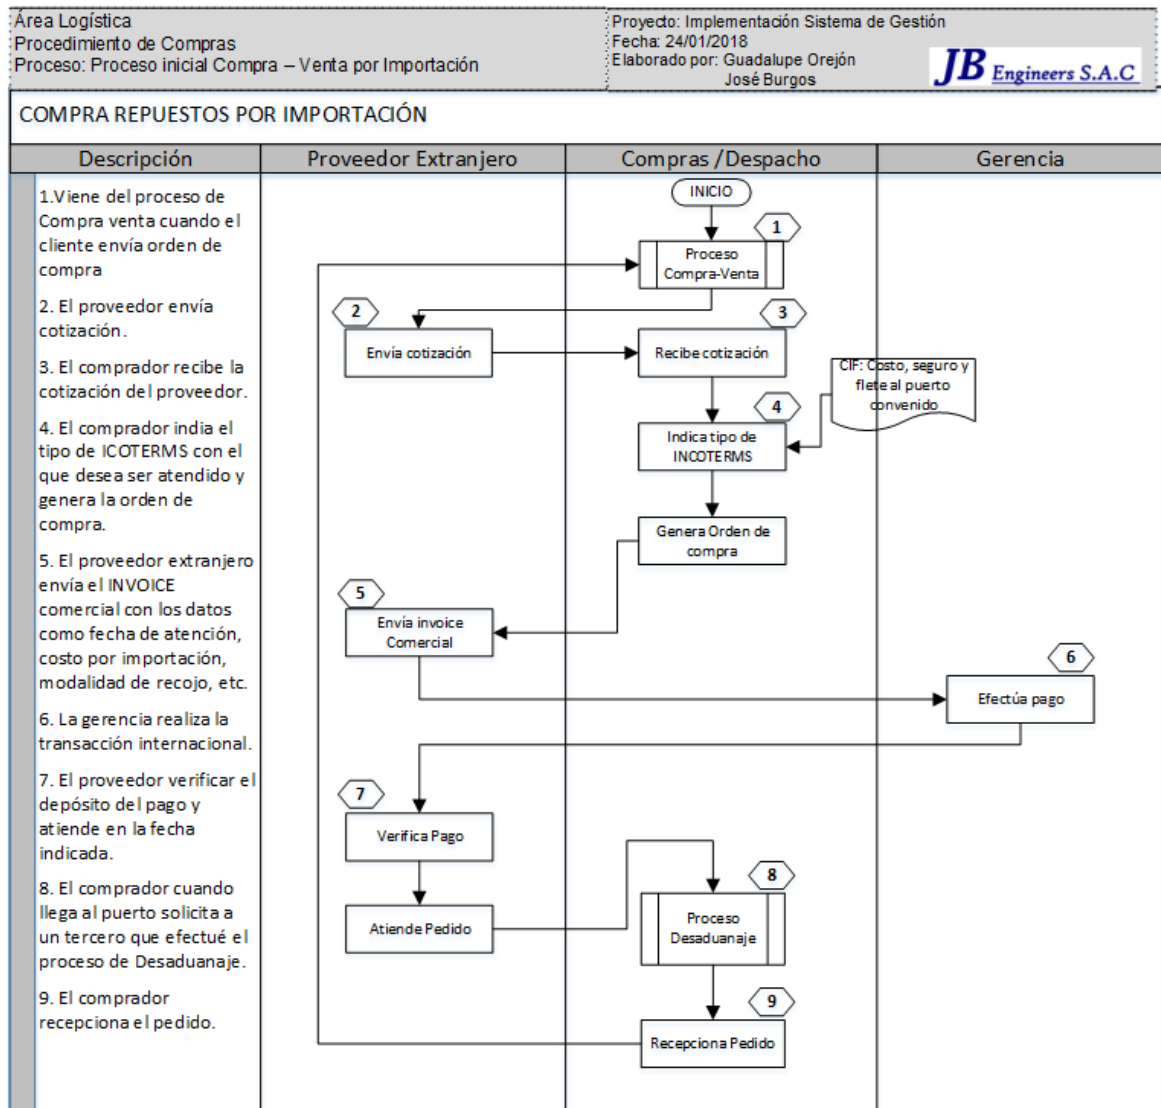 Área Logística
Procedimiento de Compras
Proceso: Proceso inicial Compra – Venta por Importación
Proyecto: Implementación Sistema de Gestión
Fecha: 24/01/2018
Elaborado por: Guadalupe Orejón
José Burgos
JB Engineers S.A.C
COMPRA REPUESTOS POR IMPORTACIÓN
Descripción
Proveedor Extranjero
Compras /Despacho
Gerencia
1.Viene del proceso de
Compra venta cuando el
cliente envía orden de
compra
2. El proveedor envía
cotización.
3. El comprador recibe la
cotización del proveedor.
4. El comprador india el
tipo de ICOTERMS con el
que desea ser atendido y
genera la orden de
compra.
5. El proveedor extranjero
envía el INVOICE
comercial con los datos
como fecha de atención,
costo por importación,
modalidad de recojo, etc.
6. La gerencia realiza la
transacción internacional.
7. El proveedor verificar el
depósito del pago y
atiende en la fecha
indicada.
8. El comprador cuando
llega al puerto solicita a
un tercero que efectué el
proceso de Desaduanaje.
9. El comprador
recepciona el pedido.
INICIO
1
Proceso
Compra-Venta
2
Envía cotización
3
Recibe cotización
CIF: Costo, seguro y
flete al puerto
convenido
4
Indica tipo de
INCOTERMS
Genera Orden de
compra
5
Envía invoice
Comercial
6
Efectúa pago
7
Verifica Pago
Atiende Pedido
8
Proceso
Desaduanaje
9
Recepciona Pedido